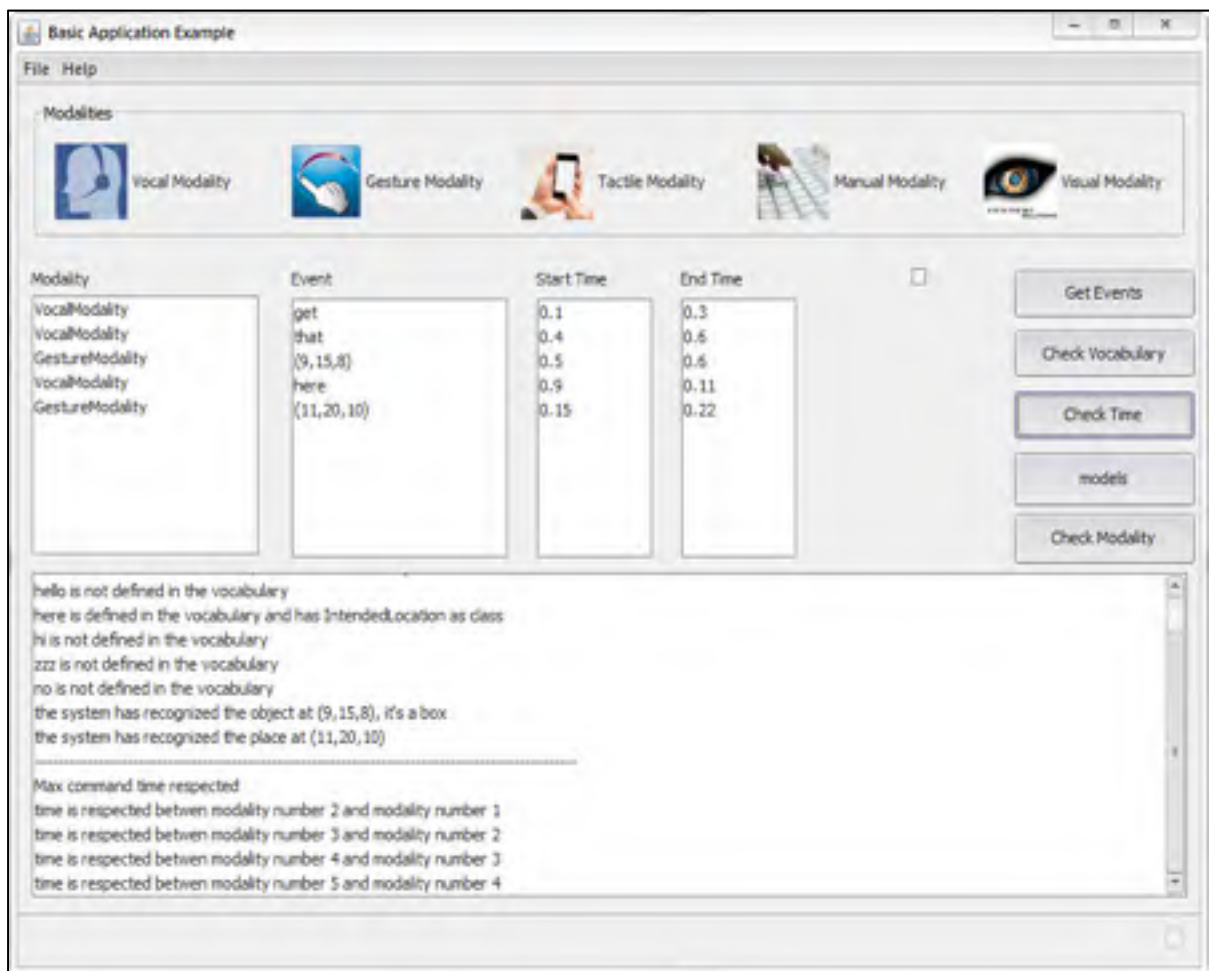 Basic Application Example
File Help
Modalities
Vocal Modality
Gesture Modality
Tactile Modality
Manual Modality
Visual Modality
Modality Event Start Time End Time
VocalModality get 0.1 0.3
VocalModality that 0.4 0.6
GestureModality (9,15,8) 0.5 0.6
VocalModality here 0.9 0.11
GestureModality (11,20,10) 0.15 0.22
Get Events
Check Vocabulary
Check Time
models
Check Modality
hello is not defined in the vocabulary
here is defined in the vocabulary and has IntendedLocation as class
hi is not defined in the vocabulary
zzz is not defined in the vocabulary
no is not defined in the vocabulary
the system has recognized the object at (9,15,8), it's a box
the system has recognized the place at (11,20,10)
Max command time respected
time is respected betwen modality number 2 and modality number 1
time is respected betwen modality number 3 and modality number 2
time is respected betwen modality number 4 and modality number 3
time is respected betwen modality number 5 and modality number 4